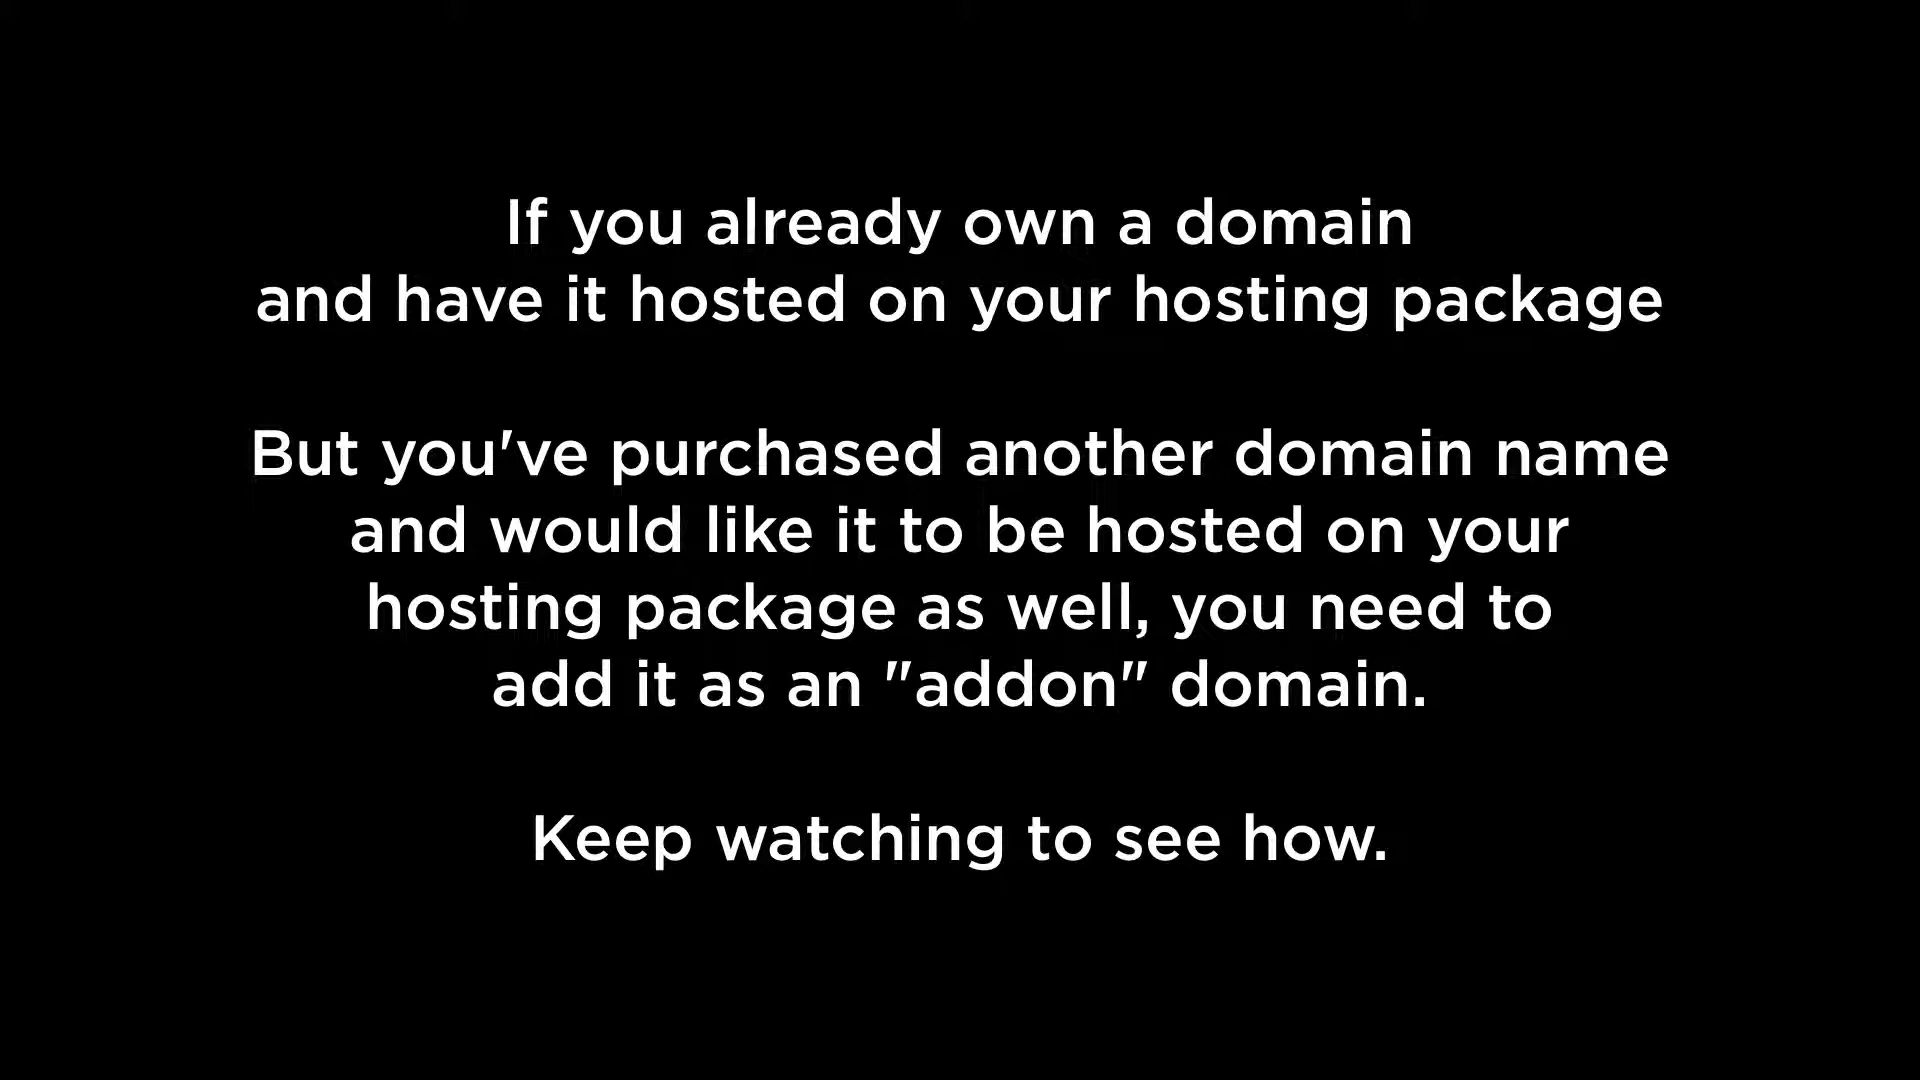 If you already own a domain
and have it hosted on your hosting package
But you've purchased another domain name
and would like it to be hosted on your
hosting package as well, you need to
add it as an "addon" domain.
Keep watching to see how.